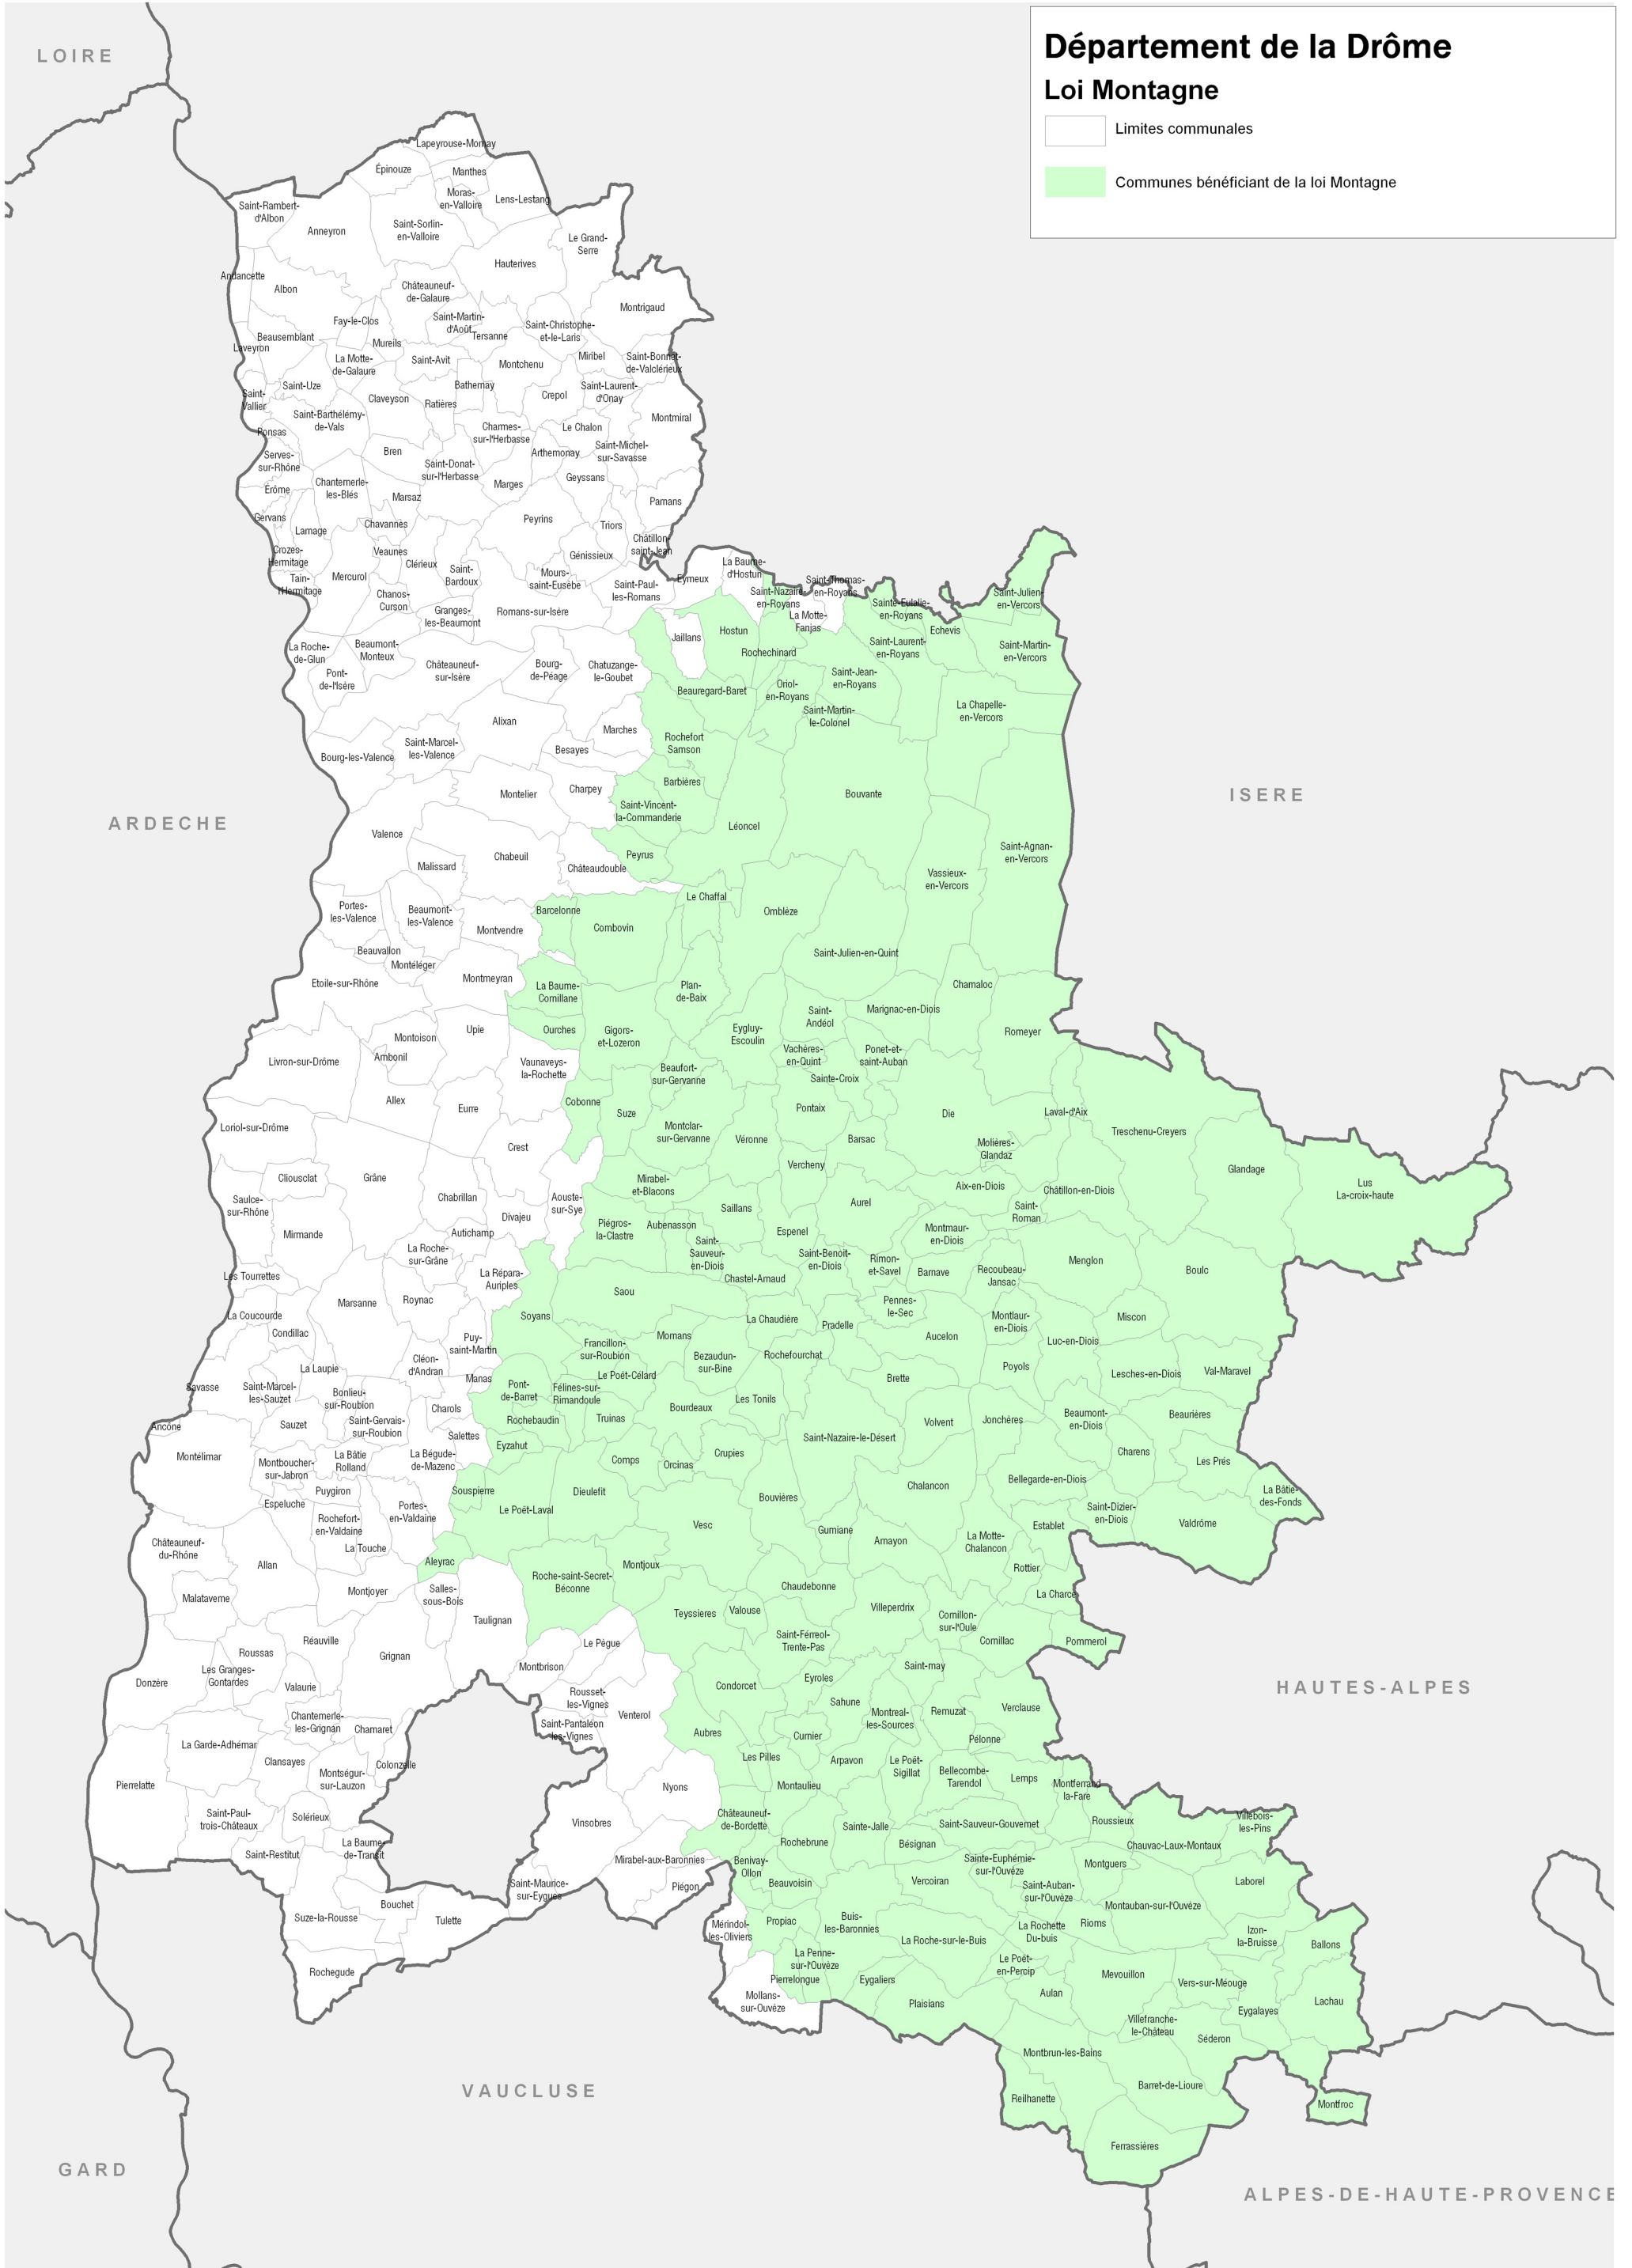 Département de la Drôme
Loi Montagne
Limites communales
Communes bénéficiant de la loi Montagne
LOIRE
ARDECHE
ISERE
HAUTES-ALPES
VAUCLUSE
GARD
ALPES-DE-HAUTE-PROVENCE
Lapeyrouse-Mornay
Épinouze
Manthes
Moras-
en-Valloire
Lens-Lestang
Saint-Rambert-
d'Albon
Anneyron
Saint-Sorlin-
en-Valloire
Le Grand-
Serre
Hauterives
Andancette
Albon
Châteauneuf-
de-Galaure
Montrigaud
Fay-le-Clos
Saint-Martin-
d'Août
Tersanne
Saint-Christophe-
et-le-Laris
Beausemblant
Laveyron
Mureils
La Motte-
de-Galaure
Saint-Avit
Montchenu
Miribel
Saint-Bonnet-
de-Valclérieux
Saint-Uze
Saint-
Vallier
Claveyson
Bathernay
Ratières
Crepol
Saint-Laurent-
d'Onay
Saint-Barthélémy-
de-Vals
Montmiral
Ponsas
Charmes-
sur-l'Herbasse
Le Chalon
Bren
Arthemonay
Saint-Michel-
sur-Savasse
Serves-
sur-Rhône
Saint-Donat-
sur-l'Herbasse
Geyssans
Érôme
Chantemerle-
les-Blés
Marsaz
Marges
Parnans
Gervans
Larnage
Chavannes
Peyrins
Triors
Châtillon-
saint-Jean
Crozes-
Hermitage
Veaunes
Clérieux
Génissieux
Tain-
l'Hermitage
Mercurol
Saint-
Bardoux
Mours-
saint-Eusèbe
Saint-Paul-
les-Romans
Eymeux
La Baume-
d'Hostun
Chanos-
Curson
Granges-
les-Beaumont
Romans-sur-Isère
Saint-Nazaire-
en-Royans
Saint-Thomas-
en-Royans
La Motte-
Fanjas
Sainte-Eulalie-
en-Royans
Saint-Julien-
en-Vercors
Jaillans
Hostun
Echevis
Rochechinard
Saint-Laurent-
en-Royans
Saint-Martin-
en-Vercors
La Roche-
de-Glun
Beaumont-
Monteux
Pont-
de-l'Isère
Châteauneuf-
sur-Isère
Bourg-
de-Péage
Chatuzange-
le-Goubet
Beauregard-Baret
Oriol-
en-Royans
Saint-Jean-
en-Royans
Saint-Martin-
le-Colonel
La Chapelle-
en-Vercors
Alixan
Marches
Rochefort
Samson
Bourg-les-Valence
Saint-Marcel-
les-Valence
Besayes
Barbières
Charpey
Montelier
Saint-Vincent-
la-Commanderie
Bouvante
Léoncel
Valence
Malissard
Chabeuil
Peyrus
Châteaudouble
Saint-Agnan-
en-Vercors
Vassieux-
en-Vercors
Portes-
les-Valence
Beaumont-
les-Valence
Barcelonne
Combovin
Le Chaffal
Omblèze
Montvendre
Beauvallon
Montéléger
Saint-Julien-en-Quint
Etoile-sur-Rhône
Montmeyran
La Baume-
Cornillane
Plan-
de-Baix
Chamaloc
Marignac-en-Diois
Saint-
Andéol
Romeyer
Upie
Ourches
Gigors-
et-Lozeron
Eygluy-
Escoulin
Montoison
Ambonil
Livron-sur-Drôme
Vaunaveys-
la-Rochette
Vachères-
en-Quint
Ponet-et-
saint-Auban
Beaufort-
sur-Gervanne
Sainte-Croix
Allex
Eurre
Cobonne
Suze
Pontaix
Die
Laval-d'Aix
Loriol-sur-Drôme
Crest
Montclar-
sur-Gervanne
Véronne
Barsac
Molières-
Glandaz
Treschenu-Creyers
Vercheny
Glandage
Lus
La-croix-haute
Cliousclat
Grâne
Chabrillan
Aouste-
sur-Sye
Mirabel-
et-Blacons
Aix-en-Diois
Châtillon-en-Diois
Saulce-
sur-Rhône
Saillans
Aurel
Saint-
Roman
Mirmande
Divajeu
Autichamp
Piégros-
la-Clastre
Aubenasson
Espenel
Montmaur-
en-Diois
La Roche-
sur-Grâne
Saint-
Sauveur-
en-Diois
Saint-Benoit-
en-Diois
Rimon-
et-Savel
Barnave
Recoubeau-
Jansac
Menglon
Boulc
Les Tourrettes
La Répara-
Auriples
Chastel-Arnaud
Saou
Marsanne
Roynac
La Coucourde
Soyans
La Chaudière
Pradelle
Pennes-
le-Sec
Montlaur-
en-Diois
Miscon
Condillac
Puy-
saint-Martin
Francillon-
sur-Roubion
Mornans
Aucelon
Luc-en-Diois
La Laupie
Cléon-
d'Andran
Bezaudun-
sur-Bine
Rochefourchat
Poyols
Lesches-en-Diois
Val-Maravel
Savasse
Saint-Marcel-
les-Sauzet
Bonlieu-
sur-Roubion
Manas
Pont-
de-Barret
Félines-sur-
Rimandoule
Le Poët-Célard
Brette
Les Tonils
Bourdeaux
Charols
Rochebaudin
Truinas
Ancone
Sauzet
Saint-Gervais-
sur-Roubion
Salettes
Volvent
Jonchères
Beaumont-
en-Diois
Beaurières
Saint-Nazaire-le-Désert
Montélimar
Montboucher-
sur-Jabron
La Bâtie
Rolland
La Bégude-
de-Mazenc
Eyzahut
Comps
Orcinas
Crupies
Charens
Les Prés
Puygiron
Espeluche
Souspierre
Dieulefit
Bouvières
Chalancon
Bellegarde-en-Diois
La Bâtie-
des-Fonds
Portes-
en-Valdaine
Le Poët-Laval
Rochefort-
en-Valdaine
Vesc
Gumiane
Establet
Saint-Dizier-
en-Diois
Valdrôme
Châteauneuf-
du-Rhône
La Touche
Arnayon
La Motte-
Chalancon
Allan
Aleyrac
Montjoux
Rottier
Malataverne
Montjoyer
Salles-
sous-Bois
Roche-saint-Secret-
Béconne
Chaudebonne
La Charce
Taulignan
Teyssieres
Valouse
Villeperdrix
Cornillon-
sur-l'Oule
Réauville
Le Pègue
Saint-Férreol-
Trente-Pas
Cornillac
Pommerol
Roussas
Grignan
Montbrison
Saint-may
Donzère
Les Granges-
Gontardes
Valaurie
Condorcet
Eyroles
Rousset-
les-Vignes
Sahune
Montreal-
les-Sources
Remuzat
Verclause
Chantemerle-
les-Grignan
Chamaret
Venterol
Saint-Pantaléon
les-Vignes
Aubres
Curnier
Pélonne
La Garde-Adhémar
Clansayes
Colonzelle
Les Pilles
Arpavon
Le Poët-
Sigillat
Bellecombe-
Tarendol
Lemps
Montferrand
la-Fare
Pierrelatte
Montségur-
sur-Lauzon
Nyons
Montaulieu
Saint-Paul-
trois-Châteaux
Solérieux
Vinsobres
Châteauneuf-
de-Bordette
Sainte-Jalle
Saint-Sauveur-Gouvernet
Roussieux
Villebois-
les-Pins
Saint-Restitut
La Baume-
de-Transit
Rochebrune
Bésignan
Chauvac-Laux-Montaux
Mirabel-aux-Baronnies
Benivay-
Ollon
Sainte-Euphémie-
sur-l'Ouvèze
Montguers
Saint-Maurice-
sur-Eygues
Piégon
Beauvoisin
Vercoiran
Saint-Auban-
sur-l'Ouvèze
Laborel
Bouchet
Montauban-sur-l'Ouvèze
Suze-la-Rousse
Tulette
Mérindol-
les-Oliviers
Propiac
Buis-
les-Baronnies
La Roche-sur-le-Buis
La Rochette
Du-buis
Rioms
Izon-
la-Bruisse
Ballons
La Penne-
sur-l'Ouvèze
Rochegude
Pierrelongue
Eygaliers
Le Poët-
en-Percip
Mevouillon
Vers-sur-Méouge
Mollans-
sur-Ouvèze
Plaisians
Aulan
Lachau
Eygalayes
Villefranche-
le-Château
Séderon
Montbrun-les-Bains
Barret-de-Lioure
Reilhanette
Montfroc
Ferrassières